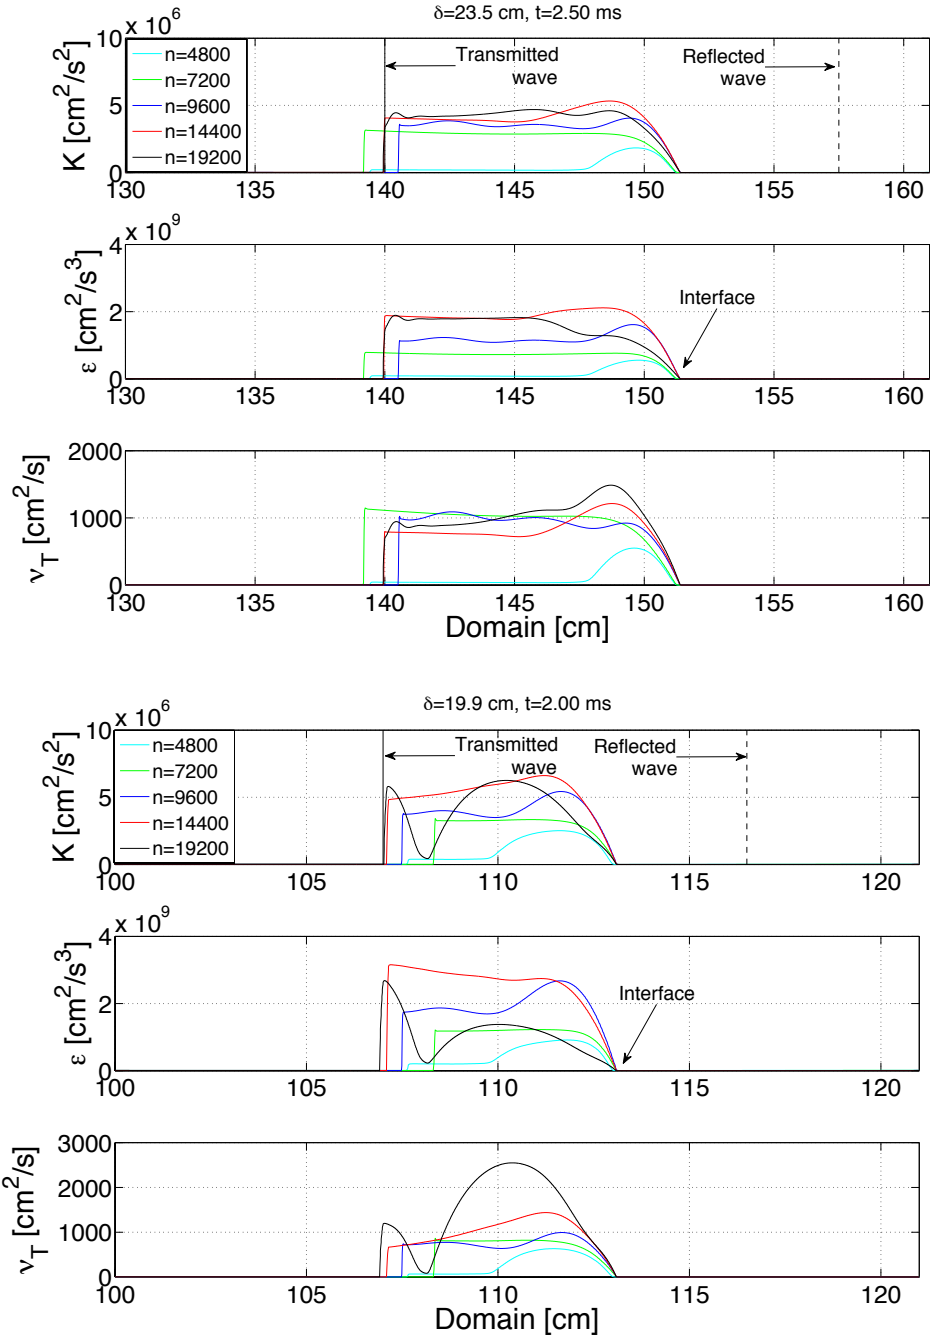 δ=23.5 cm, t=2.50 ms
x 10^6
K [cm^2/s^2]
10
5
0
n=4800
n=7200
n=9600
n=14400
n=19200
Transmitted
wave
Reflected
wave
130 135 140 145 150 155 160
x 10^9
ε [cm^2/s^3]
4
2
0
Interface
130 135 140 145 150 155 160
ν_T [cm^2/s]
2000
1000
0
130 135 140 145 150 155 160
Domain [cm]
δ=19.9 cm, t=2.00 ms
x 10^6
K [cm^2/s^2]
10
5
0
n=4800
n=7200
n=9600
n=14400
n=19200
Transmitted
wave
Reflected
wave
100 105 110 115 120
x 10^9
ε [cm^2/s^3]
4
2
0
Interface
100 105 110 115 120
ν_T [cm^2/s]
3000
2000
1000
0
100 105 110 115 120
Domain [cm]